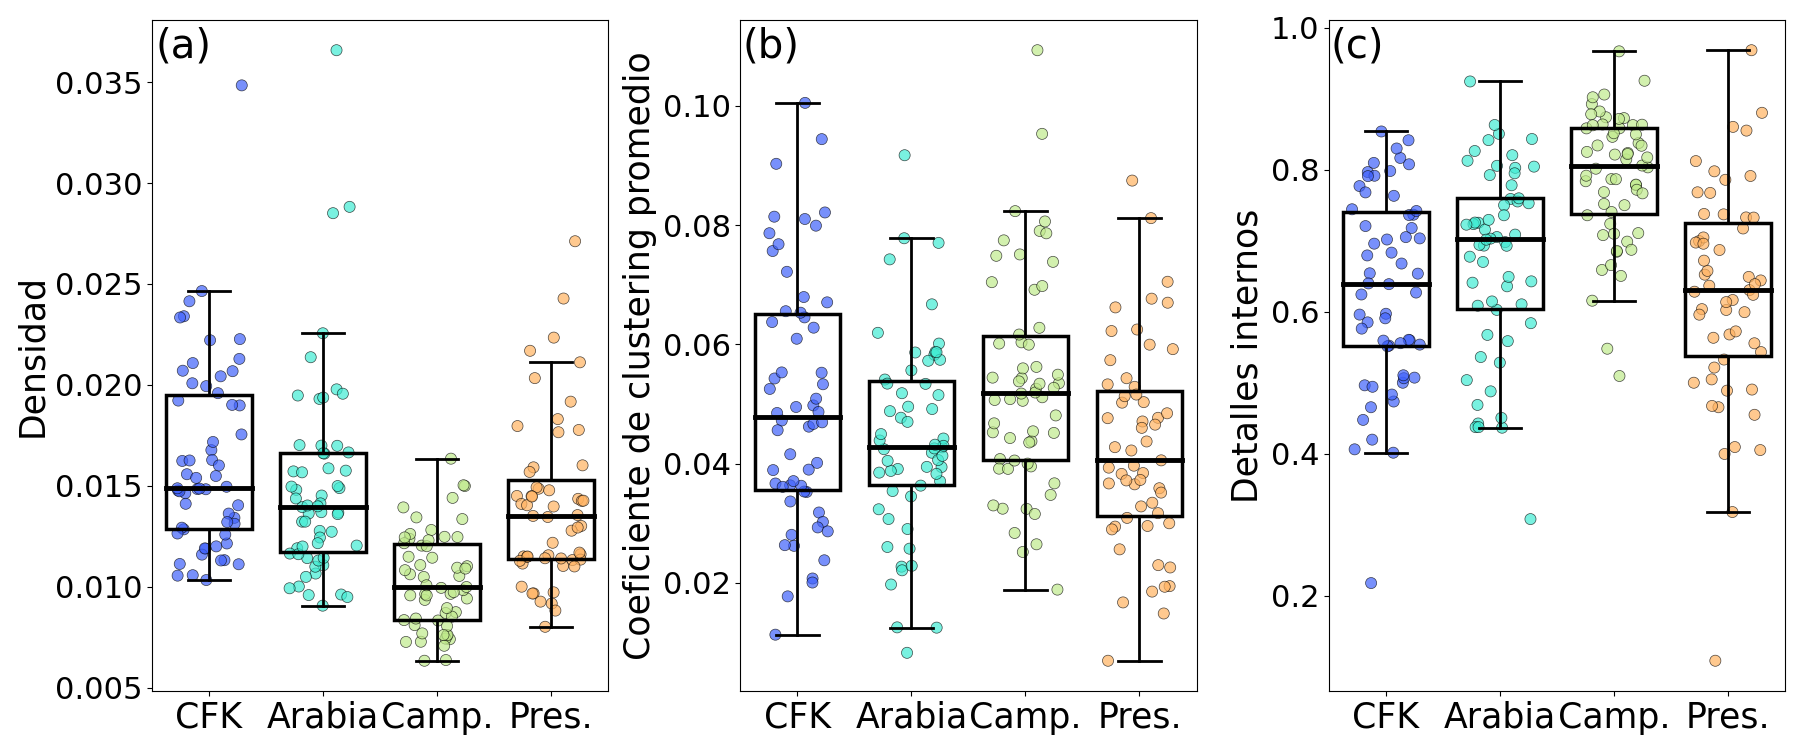 (a)
Densidad
0.035
0.030
0.025
0.020
0.015
0.010
0.005
CFK Arabia Camp. Pres.
(b)
Coeficiente de clustering promedio
0.10
0.08
0.06
0.04
0.02
CFK Arabia Camp. Pres.
(c)
Detalles internos
1.0
0.8
0.6
0.4
0.2
CFK Arabia Camp. Pres.